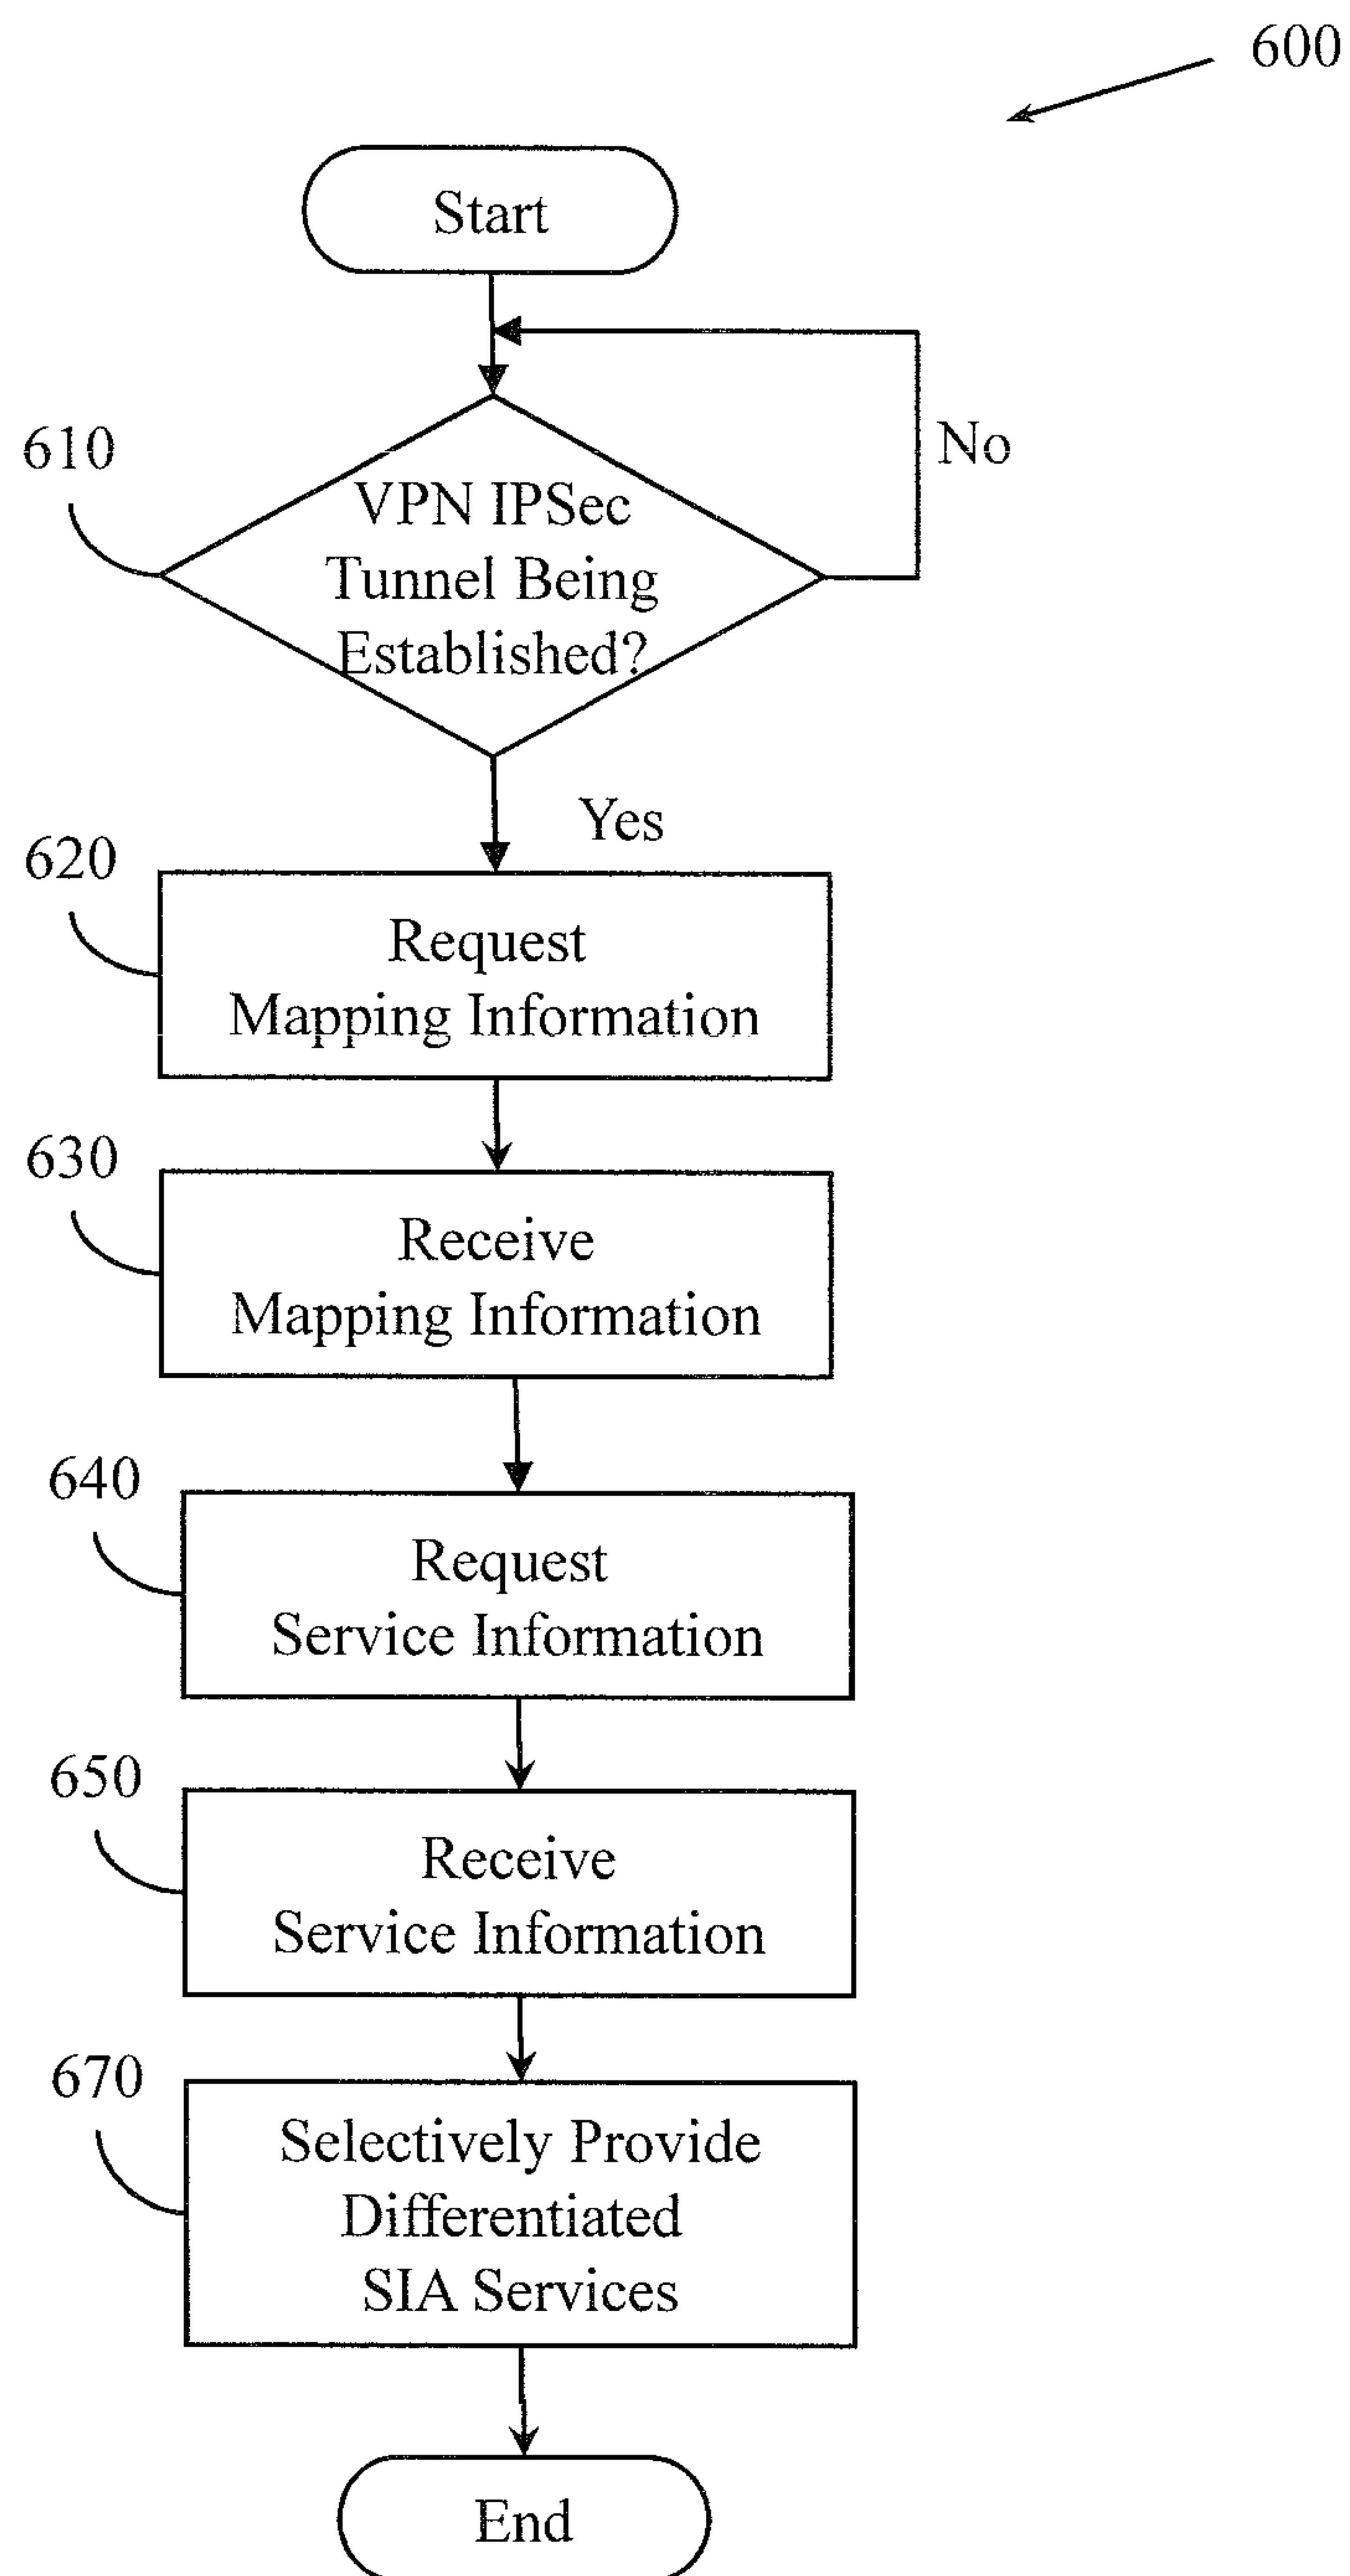 600
Start
No
610
VPN IPSec
Tunnel Being
Established?
Yes
620
Request
Mapping Information
630
Receive
Mapping Information
640
Request
Service Information
650
Receive
Service Information
670
Selectively Provide
Differentiated
SIA Services
End